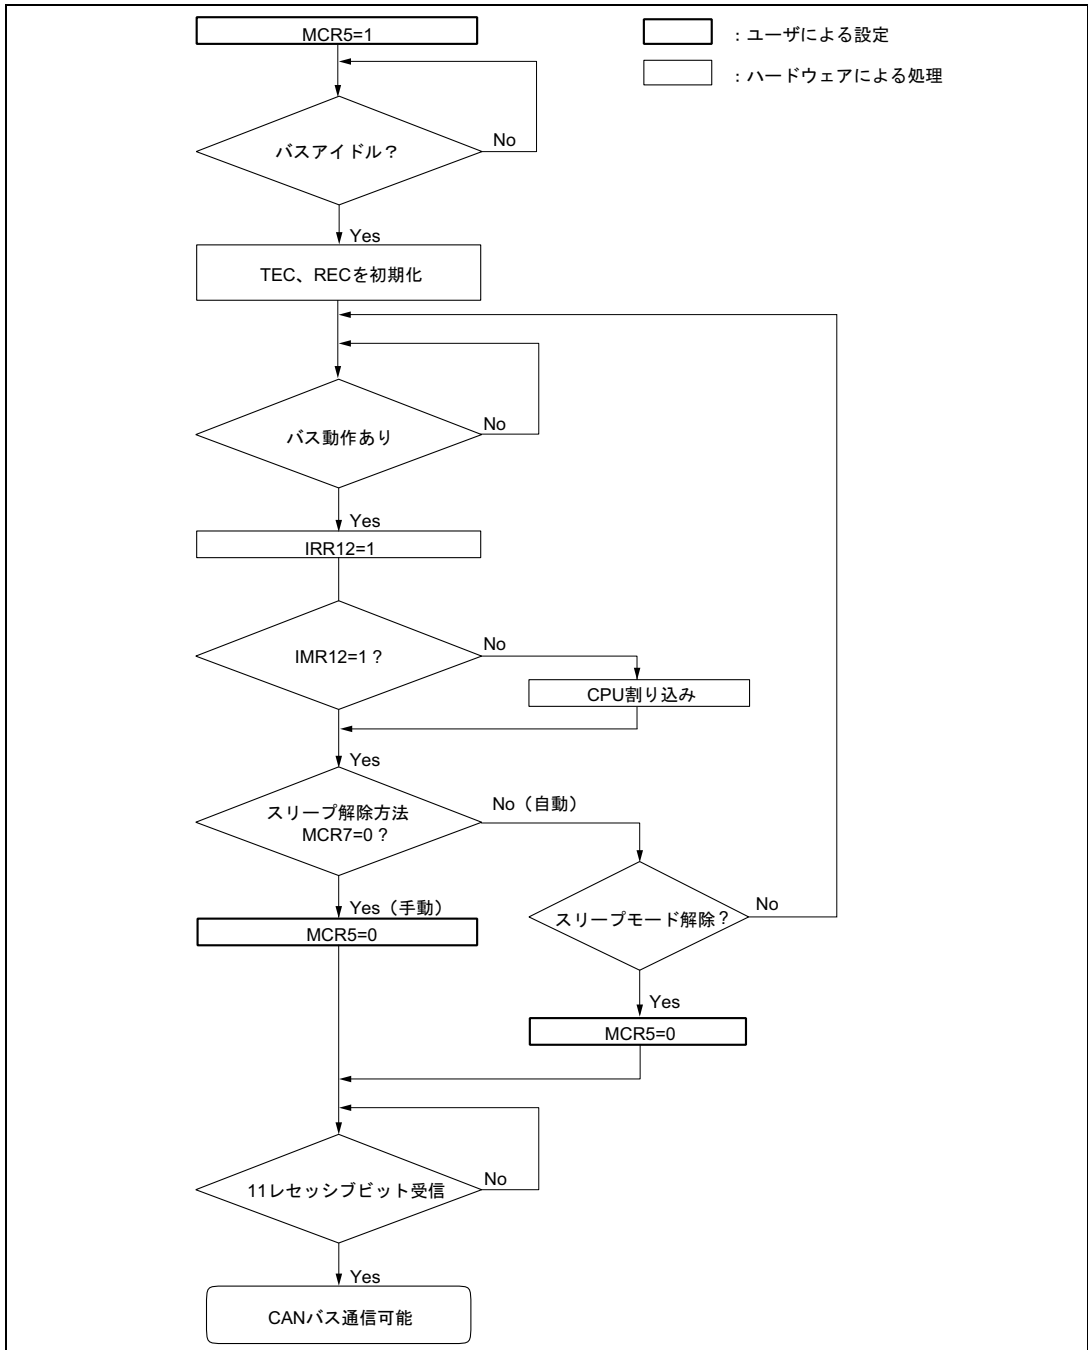 MCR5=1
：ユーザによる設定
：ハードウェアによる処理
バスアイドル？
No
Yes
TEC、RECを初期化
バス動作あり
No
Yes
IRR12=1
IMR12=1？
No
CPU割り込み
Yes
スリープ解除方法
MCR7=0？
No（自動）
Yes（手動）
MCR5=0
スリープモード解除？
No
Yes
MCR5=0
11レセッシブビット受信
No
Yes
CANバス通信可能